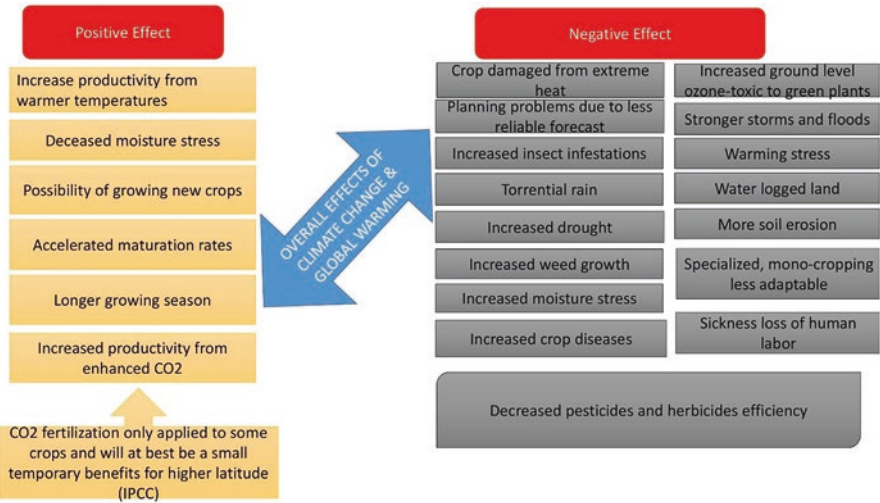 Positive Effect
Increase productivity from
warmer temperatures
Deceased moisture stress
Possibility of growing new crops
Accelerated maturation rates
Longer growing season
Increased productivity from
enhanced CO2
CO2 fertilization only applied to some
crops and will at best be a small
temporary benefits for higher latitude
(IPCC)
OVERALL EFFECTS OF
CLIMATE CHANGE &
GLOBAL WARMING
Negative Effect
Crop damaged from extreme
heat
Planning problems due to less
reliable forecast
Increased insect infestations
Torrential rain
Increased drought
Increased weed growth
Increased moisture stress
Increased crop diseases
Increased ground level
ozone-toxic to green plants
Stronger storms and floods
Warming stress
Water logged land
More soil erosion
Specialized, mono-cropping
less adaptable
Sickness loss of human
labor
Decreased pesticides and herbicides efficiency